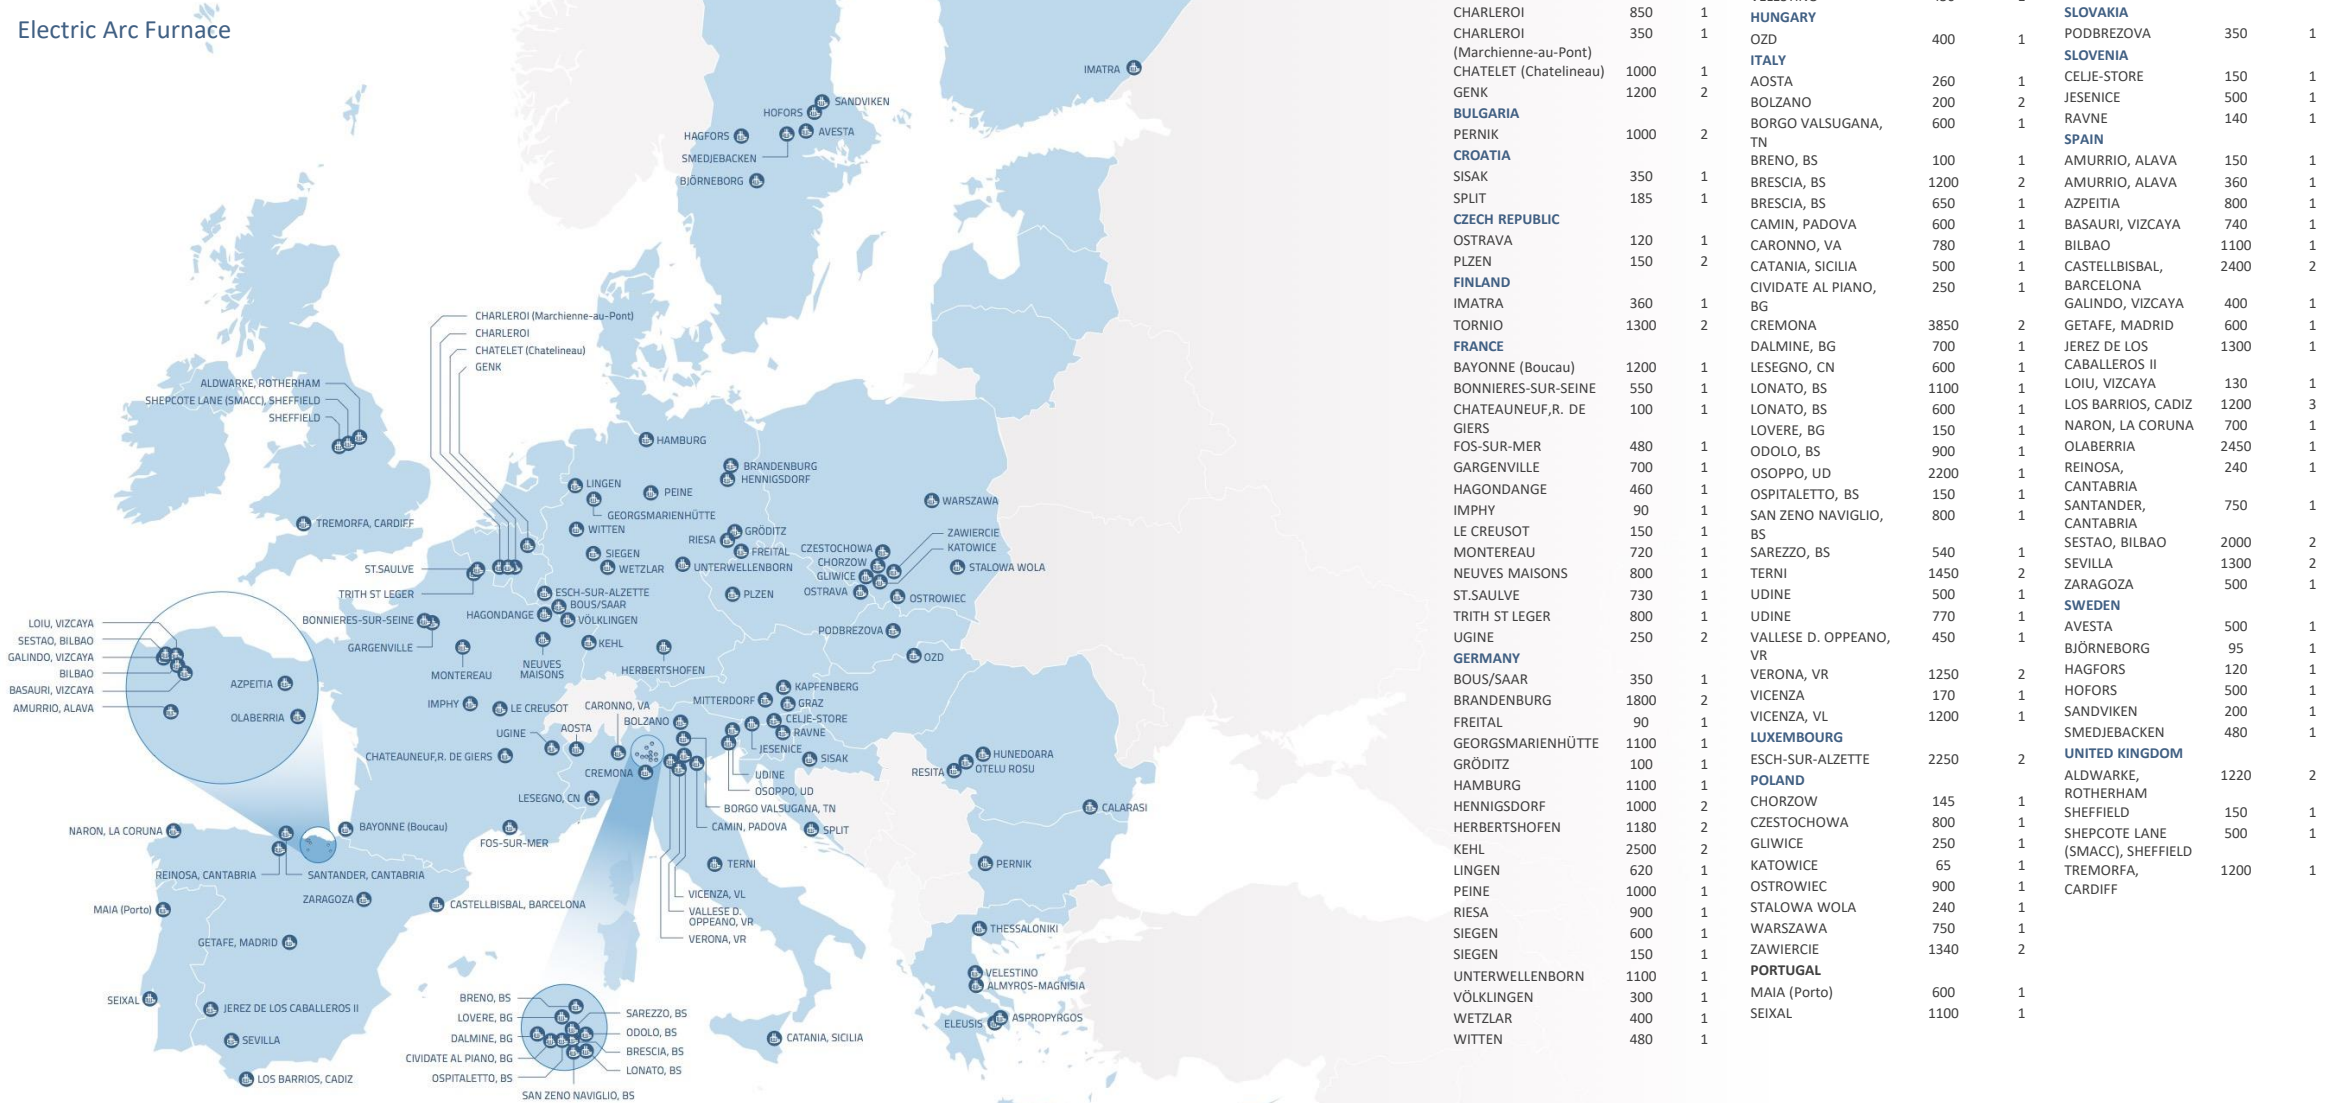 Electric Arc Furnace
IMATRA
SANDVIKEN
HOFORS
HAGFORS
AVESTA
SMEDJEBACKEN
BJÖRNEBORG
CHARLEROI (Marchienne-au-Pont)
CHARLEROI
CHATELET (Chatelineau)
GENK
ALDWARKE, ROTHERHAM
SHEPCOTE LANE (SMACC), SHEFFIELD
SHEFFIELD
HAMBURG
BRANDENBURG
HENNIGSDORF
LINGEN
PEINE
WARSZAWA
GEORGSMARIENHÜTTE
TREMORFA, CARDIFF
WITTEN
GRÖDITZ
RIESA
ZAWIERCIE
KATOWICE
SIEGEN
FREITAL
CZESTOCHOWA
CHORZOW
GLIWICE
ST.SAULVE
WETZLAR
UNTERWELLENBORN
STALOWA WOLA
TRITH ST LEGER
ESCH-SUR-ALZETTE
PLZEN
OSTRAVA
OSTROWIEC
BOUS/SAAR
HAGONDANGE
VÖLKLINGEN
BONNIERES-SUR-SEINE
LOIU, VIZCAYA
SESTAO, BILBAO
GALINDO, VIZCAYA
BILBAO
BASAURI, VIZCAYA
AMURRIO, ALAVA
AZPEITIA
OLABERRIA
PODBREZOVA
KEHL
GARGENVILLE
MONTEREAU
NEUVES
MAISONS
HERBERTSHOFEN
OZD
KAPFENBERG
MITTERDORF
GRAZ
IMPHY
LE CREUSOT
CARONNO, VA
BOLZANO
CELJE-STORE
RAVNE
AOSTA
UGINE
JESENICE
CHATEAUNEUF,R. DE GIERS
SISAK
HUNEDOARA
OTELU ROSU
RESITA
CREMONA
UDINE
OSOPPO, UD
LESEGNO, CN
BORGO VALSUGANA, TN
CALARASI
NARON, LA CORUNA
BAYONNE (Boucau)
CAMIN, PADOVA
SPLIT
FOS-SUR-MER
TERNI
PERNIK
REINOSA, CANTABRIA
SANTANDER, CANTABRIA
VICENZA, VL
ZARAGOZA
CASTELLBISBAL, BARCELONA
VALLESE D.
OPPEANO, VR
MAIA (Porto)
VERONA, VR
THESSALONIKI
GETAFE, MADRID
VELESTINO
ALMYROS-MAGNISIA
SEIXAL
JEREZ DE LOS CABALLEROS II
BRENO, BS
LOVERE, BG
DALMINE, BG
CIVIDATE AL PIANO, BG
OSPITALETTO, BS
SAN ZENO NAVIGLIO, BS
SAREZZO, BS
ODOLO, BS
BRESCIA, BS
LONATO, BS
ELEUSIS
ASPROPYRGOS
SEVILLA
CATANIA, SICILIA
LOS BARRIOS, CADIZ
CHARLEROI 850 1
CHARLEROI 350 1
(Marchienne-au-Pont)
CHATELET (Chatelineau) 1000 1
GENK 1200 2
BULGARIA
PERNIK 1000 2
CROATIA
SISAK 350 1
SPLIT 185 1
CZECH REPUBLIC
OSTRAVA 120 1
PLZEN 150 2
FINLAND
IMATRA 360 1
TORNIO 1300 2
FRANCE
BAYONNE (Boucau) 1200 1
BONNIERES-SUR-SEINE 550 1
CHATEAUNEUF,R. DE 100 1
GIERS
FOS-SUR-MER 480 1
GARGENVILLE 700 1
HAGONDANGE 460 1
IMPHY 90 1
LE CREUSOT 150 1
MONTEREAU 720 1
NEUVES MAISONS 800 1
ST.SAULVE 730 1
TRITH ST LEGER 800 1
UGINE 250 2
GERMANY
BOUS/SAAR 350 1
BRANDENBURG 1800 2
FREITAL 90 1
GEORGSMARIENHÜTTE 1100 1
GRÖDITZ 100 1
HAMBURG 1100 1
HENNIGSDORF 1000 2
HERBERTSHOFEN 1180 2
KEHL 2500 2
LINGEN 620 1
PEINE 1000 1
RIESA 900 1
SIEGEN 600 1
SIEGEN 150 1
UNTERWELLENBORN 1100 1
VÖLKLINGEN 300 1
WETZLAR 400 1
WITTEN 480 1
HUNGARY
OZD 400 1
ITALY
AOSTA 260 1
BOLZANO 200 2
BORGO VALSUGANA, 600 1
TN
BRENO, BS 100 1
BRESCIA, BS 1200 2
BRESCIA, BS 650 1
CAMIN, PADOVA 600 1
CARONNO, VA 780 1
CATANIA, SICILIA 500 1
CIVIDATE AL PIANO, 250 1
BG
CREMONA 3850 2
DALMINE, BG 700 1
LESEGNO, CN 600 1
LONATO, BS 1100 1
LONATO, BS 600 1
LOVERE, BG 150 1
ODOLO, BS 900 1
OSOPPO, UD 2200 1
OSPITALETTO, BS 150 1
SAN ZENO NAVIGLIO, 800 1
BS
SAREZZO, BS 540 1
TERNI 1450 2
UDINE 500 1
UDINE 770 1
VALLESE D. OPPEANO, 450 1
VR
VERONA, VR 1250 2
VICENZA 170 1
VICENZA, VL 1200 1
LUXEMBOURG
ESCH-SUR-ALZETTE 2250 2
POLAND
CHORZOW 145 1
CZESTOCHOWA 800 1
GLIWICE 250 1
KATOWICE 65 1
OSTROWIEC 900 1
STALOWA WOLA 240 1
WARSZAWA 750 1
ZAWIERCIE 1340 2
PORTUGAL
MAIA (Porto) 600 1
SEIXAL 1100 1
SLOVAKIA
PODBREZOVA 350 1
SLOVENIA
CELJE-STORE 150 1
JESENICE 500 1
RAVNE 140 1
SPAIN
AMURRIO, ALAVA 150 1
AMURRIO, ALAVA 360 1
AZPEITIA 800 1
BASAURI, VIZCAYA 740 1
BILBAO 1100 1
CASTELLBISBAL, 2400 2
BARCELONA
GALINDO, VIZCAYA 400 1
GETAFE, MADRID 600 1
JEREZ DE LOS 1300 1
CABALLEROS II
LOIU, VIZCAYA 130 1
LOS BARRIOS, CADIZ 1200 3
NARON, LA CORUNA 700 1
OLABERRIA 2450 1
REINOSA, 240 1
CANTABRIA
SANTANDER, 750 1
CANTABRIA
SESTAO, BILBAO 2000 2
SEVILLA 1300 2
ZARAGOZA 500 1
SWEDEN
AVESTA 500 1
BJÖRNEBORG 95 1
HAGFORS 120 1
HOFORS 500 1
SANDVIKEN 200 1
SMEDJEBACKEN 480 1
UNITED KINGDOM
ALDWARKE, 1220 2
ROTHERHAM
SHEFFIELD 150 1
SHEPCOTE LANE 500 1
(SMACC), SHEFFIELD
TREMORFA, 1200 1
CARDIFF